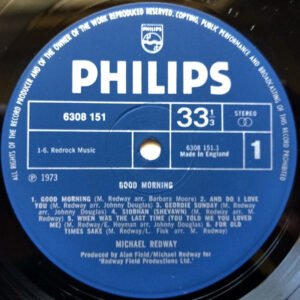 ALL RIGHTS OF THE RECORD PRODUCER AND OF THE OWNER OF THE WORK REPRODUCED RESERVED. COPYING, PUBLIC PERFORMANCE AND BROADCASTING
PHILIPS
PHILIPS
6308 151
33⅓
STEREO
1-6. Redrock Music
6308 151.1
Made in England
1
℗ 1973
GOOD MORNING
1. GOOD MORNING (M. Redway arr. Barbara Moore) 2. AND DO I LOVE
YOU (M. Redway arr. Johnny Douglas) 3. GEORDIE SUNDAY (M. Redway
arr. Johnny Douglas) 4. SIOBHAN (SHEVAWN) (M. Redway arr. M.
Redway) 5. WHEN WAS THE LAST TIME (YOU TOLD ME YOU LOVED
ME) (M. Redway/E. Hoyman arr. Johnny Douglas) 6. FOR OLD
TIMES SAKE (M. Redway/L. Fisk arr. M. Redway)
MICHAEL REDWAY
Produced by Alan Field/Michael Redway for
'Redway Field Productions Ltd.'